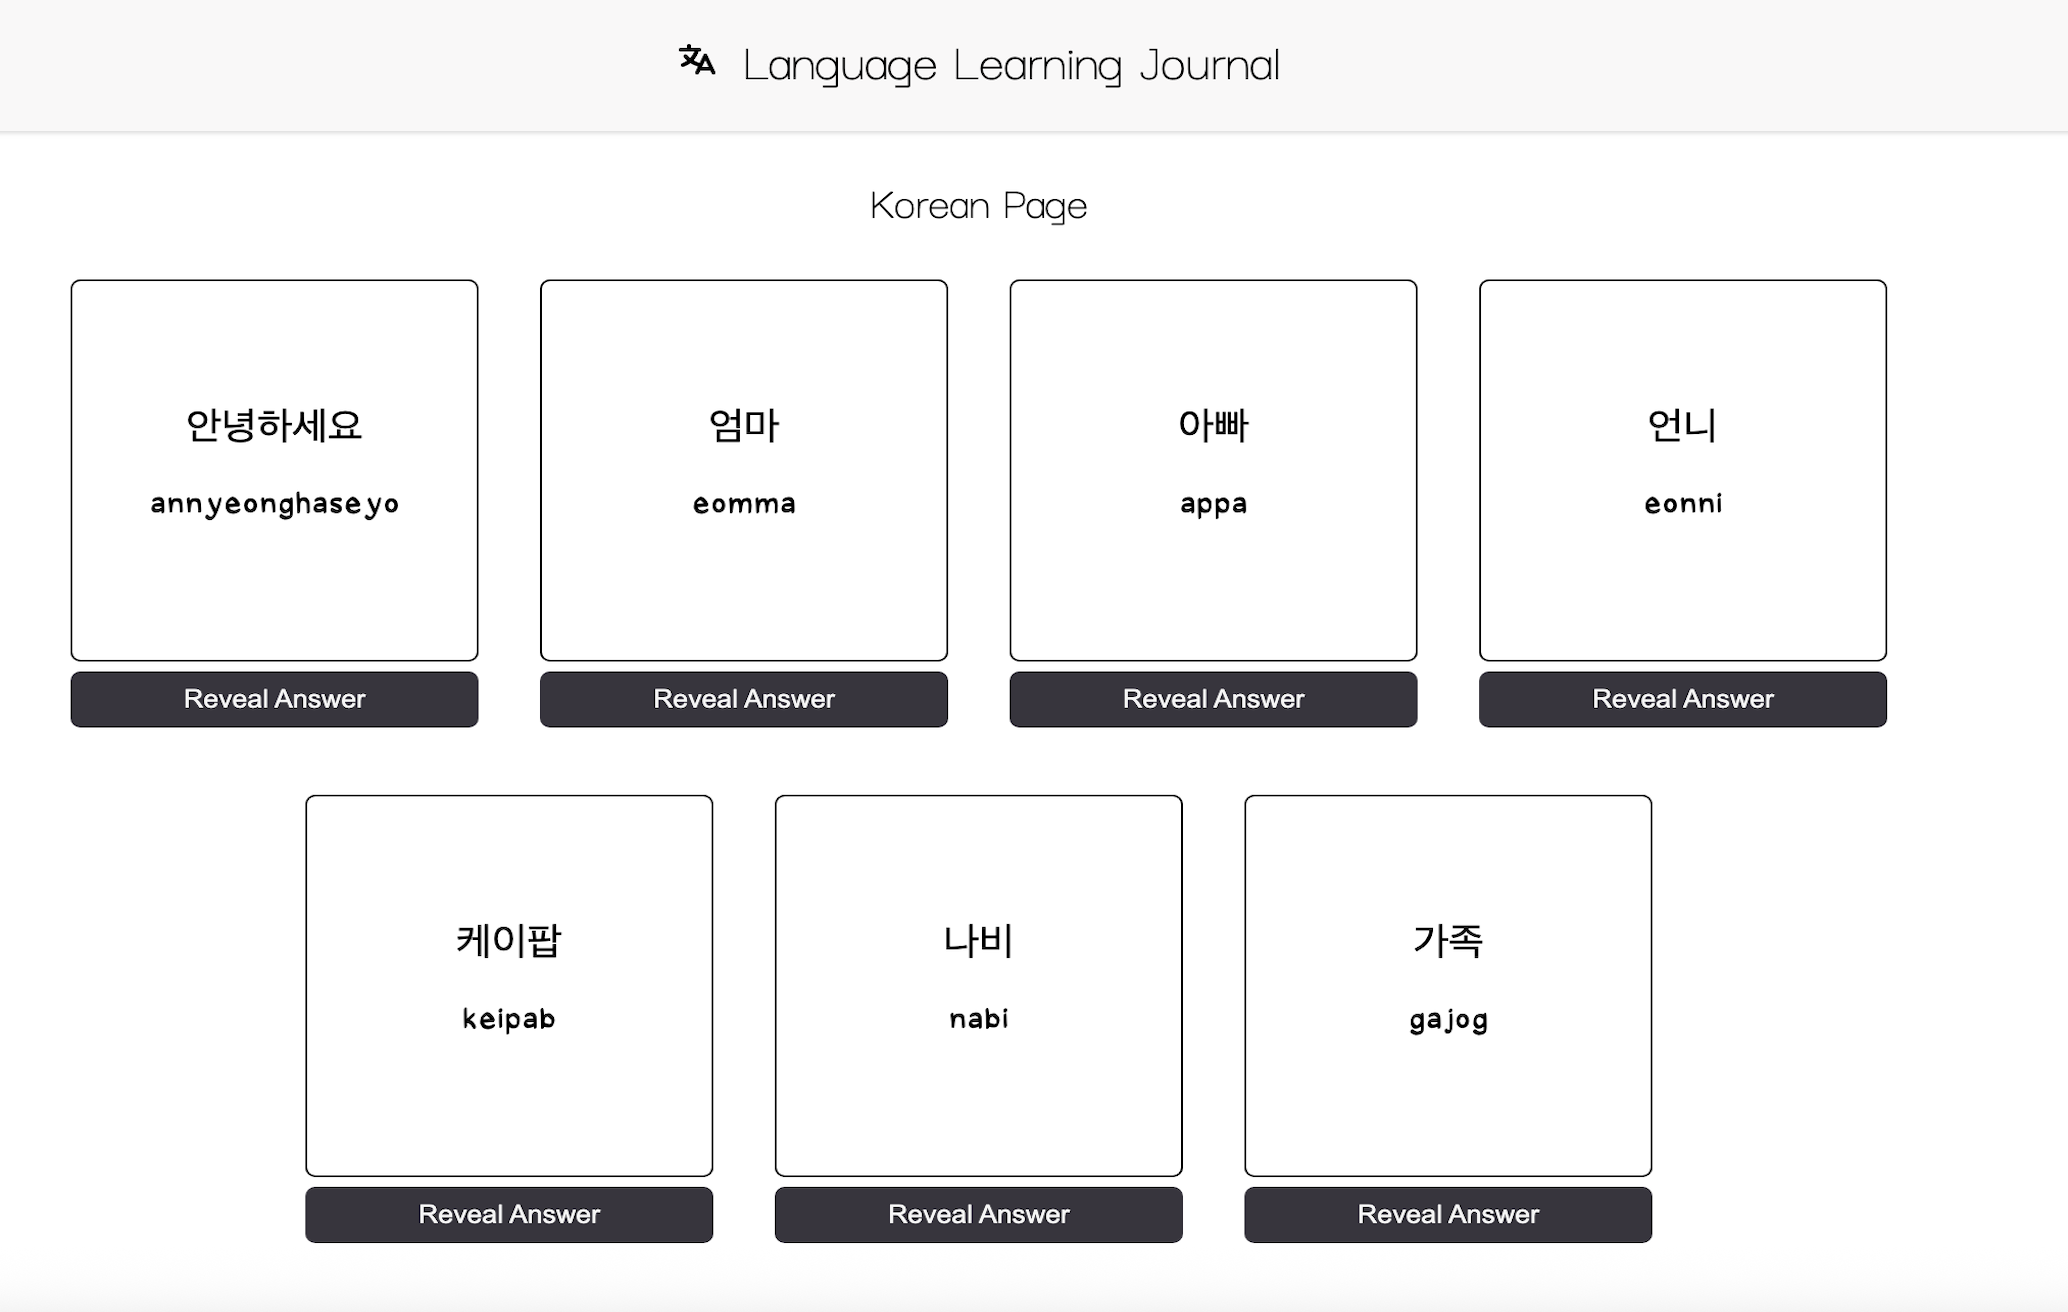 Language Learning Journal
Korean Page
안녕하세요
annyeonghaseyo
Reveal Answer
엄마
eomma
Reveal Answer
아빠
appa
Reveal Answer
언니
eonni
Reveal Answer
케이팝
keipab
Reveal Answer
나비
nabi
Reveal Answer
가족
gajog
Reveal Answer